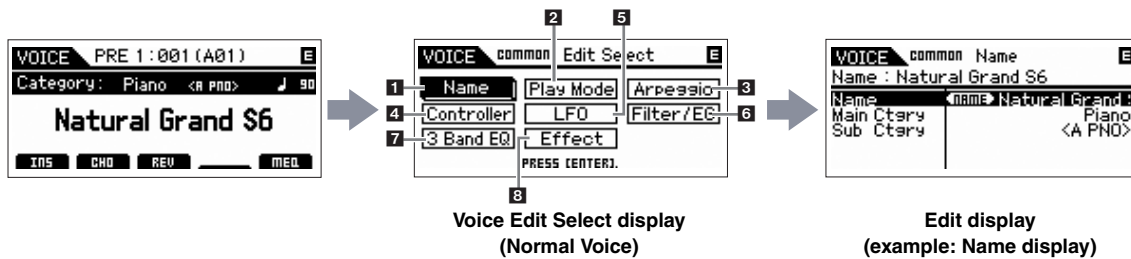 2
5
VOICE PRE 1:001(A01) E
Category: Piano <A PNO> ♩ 90
Natural Grand S6
INS CHO REV MEQ
VOICE common Edit Select E
1 Name Play Mode Arpeggio 3
4 Controller LFO Filter/EG 6
7 3 Band EQ Effect
PRESS [ENTER].
8
Voice Edit Select display
(Normal Voice)
VOICE common Name E
Name : Natural Grand S6
Name NAME Natural Grand
Main Ctgry Piano
Sub Ctgry <A PNO>
Edit display
(example: Name display)